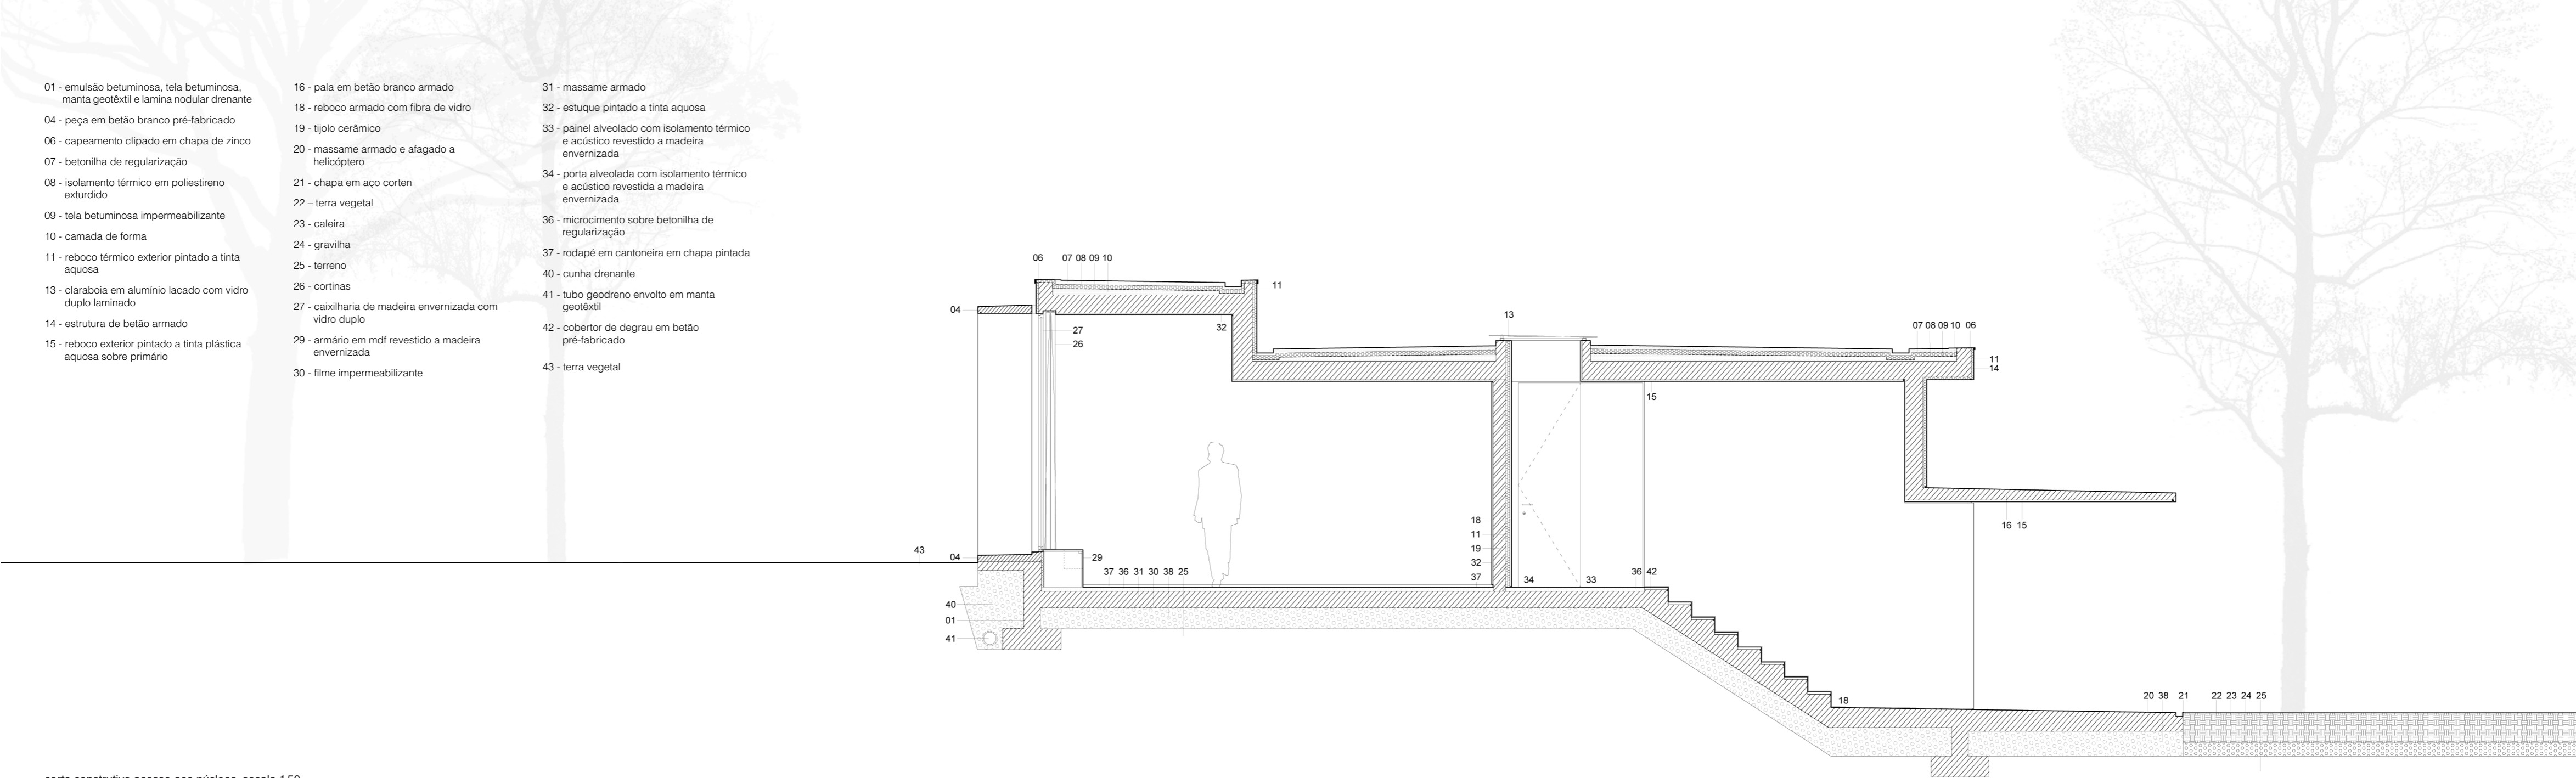 01 - emulsão betuminosa, tela betuminosa,
manta geotêxtil e lamina nodular drenante
04 - peça em betão branco pré-fabricado
06 - capeamento clipado em chapa de zinco
07 - betonilha de regularização
08 - isolamento térmico em poliestireno
exturdido
09 - tela betuminosa impermeabilizante
10 - camada de forma
11 - reboco térmico exterior pintado a tinta
aquosa
13 - claraboia em alumínio lacado com vidro
duplo laminado
14 - estrutura de betão armado
15 - reboco exterior pintado a tinta plástica
aquosa sobre primário
16 - pala em betão branco armado
18 - reboco armado com fibra de vidro
19 - tijolo cerâmico
20 - massame armado e afagado a
helicóptero
21 - chapa em aço corten
22 – terra vegetal
23 - caleira
24 - gravilha
25 - terreno
26 - cortinas
27 - caixilharia de madeira envernizada com
vidro duplo
29 - armário em mdf revestido a madeira
envernizada
30 - filme impermeabilizante
31 - massame armado
32 - estuque pintado a tinta aquosa
33 - painel alveolado com isolamento térmico
e acústico revestido a madeira
envernizada
34 - porta alveolada com isolamento térmico
e acústico revestida a madeira
envernizada
36 - microcimento sobre betonilha de
regularização
37 - rodapé em cantoneira em chapa pintada
40 - cunha drenante
41 - tubo geodreno envolto em manta
geotêxtil
42 - cobertor de degrau em betão
pré-fabricado
43 - terra vegetal
06 07 08 09 10
11
04
32
27
26
13
07 08 09 10 06
11
14
15
16 15
18
11
19
32
37
43
04
29
37 36 31 30 38 25
34 33 36 42
40
01
41
18
20 38 21 22 23 24 25